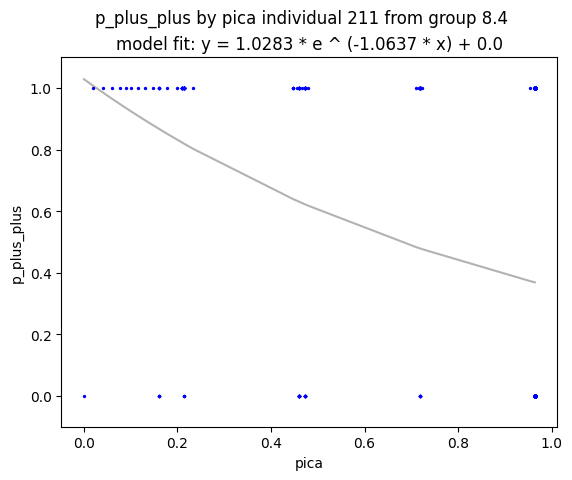 p_plus_plus by pica individual 211 from group 8.4
model fit: y = 1.0283 * e ^ (-1.0637 * x) + 0.0
1.0
0.8
0.6
0.4
0.2
0.0
p_plus_plus
0.0 0.2 0.4 0.6 0.8 1.0
pica